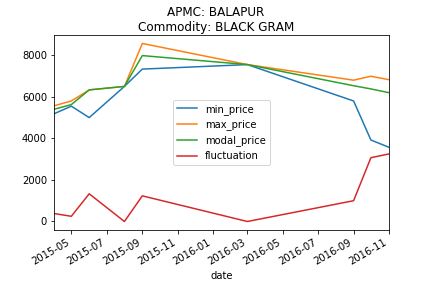 APMC: BALAPUR
Commodity: BLACK GRAM
8000
6000
4000
2000
0
min_price
max_price
modal_price
fluctuation
2015-05
2015-07
2015-09
2015-11
2016-01
2016-03
2016-05
2016-07
2016-09
2016-11
date